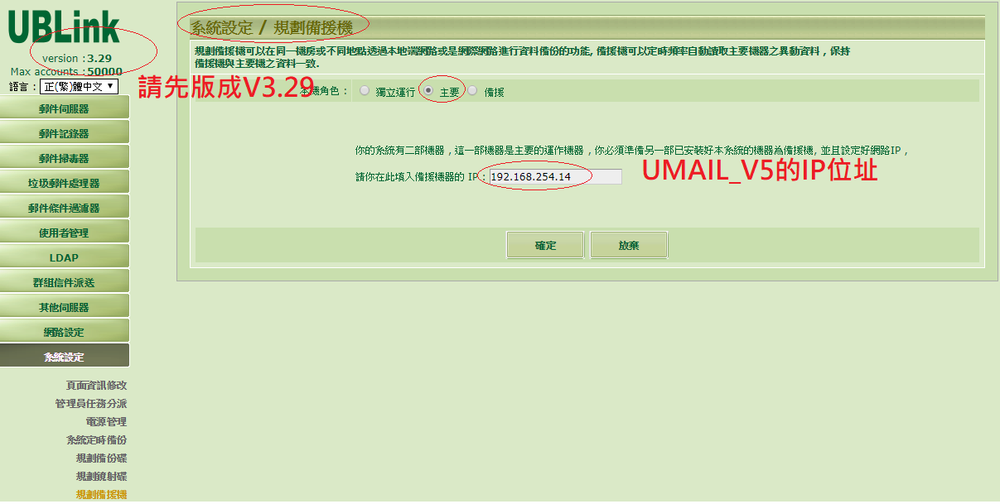 UBLink
version : 3.29
Max accounts : 50000
語言 : 正(繁)體中文 ▼
請先版成V3.29
郵件伺服器
郵件記錄器
郵件掃毒器
垃圾郵件處理器
郵件條件過濾器
使用者管理
LDAP
群組信件派送
其他伺服器
網路設定
系統設定
頁面資訊修改
管理員任務分派
電源管理
系統定時備份
規劃備份碟
規劃鏡射碟
規劃備援機
系統設定 / 規劃備援機
規劃備援機可以在同一機房或不同地點透過本地端網路或是網際網路進行資料備份的功能, 備援機可以定時頻率自動讀取主要機器之異動資料 , 保持
備援機與主要機之資料一致.
本機角色 : 獨立運行 主要 備援
你的系統有二部機器 , 這一部機器是主要的運作機器 , 你必須準備另一部已安裝好本系統的機器為備援機, 並且設定好網路IP ,
請你在此填入備援機器的 IP : 192.168.254.14
UMAIL_V5的IP位址
確定 放棄